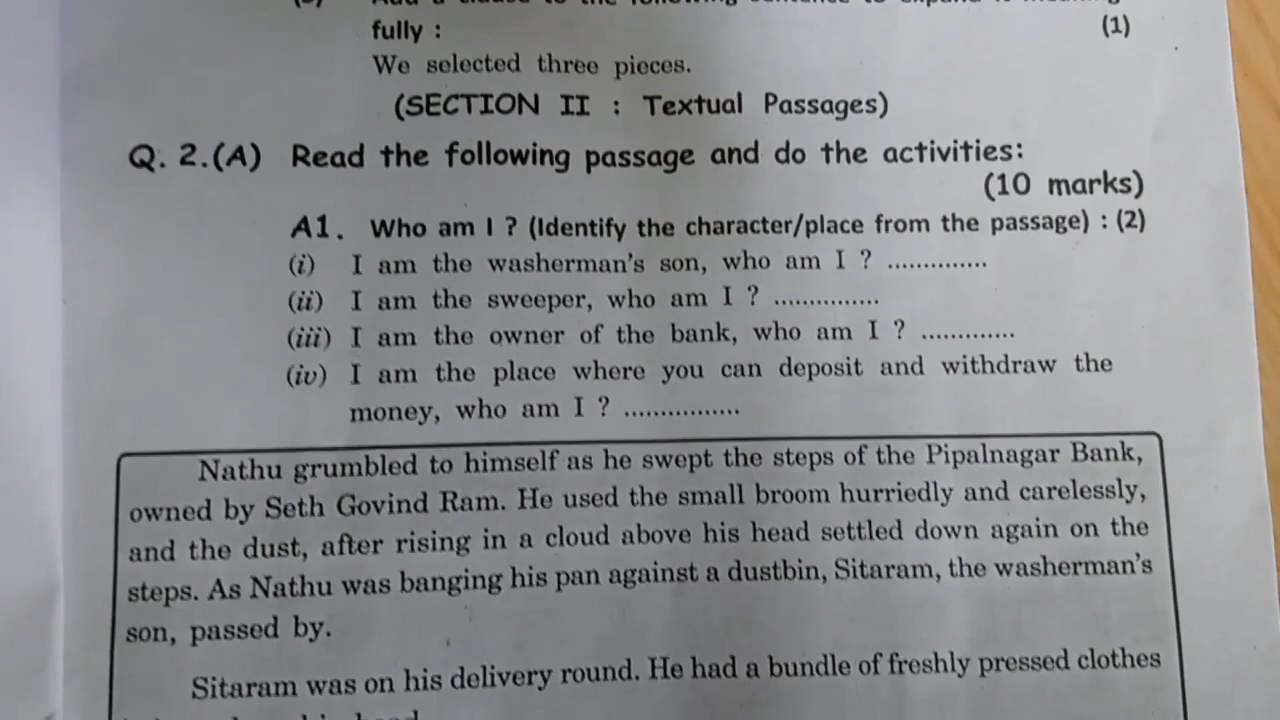 fully : (1)
We selected three pieces.
(SECTION II : Textual Passages)
Q. 2.(A) Read the following passage and do the activities:
(10 marks)
A1. Who am I ? (Identify the character/place from the passage) : (2)
(i) I am the washerman's son, who am I ? ..............
(ii) I am the sweeper, who am I ? ...............
(iii) I am the owner of the bank, who am I ? .............
(iv) I am the place where you can deposit and withdraw the
money, who am I ? ................
Nathu grumbled to himself as he swept the steps of the Pipalnagar Bank,
owned by Seth Govind Ram. He used the small broom hurriedly and carelessly,
and the dust, after rising in a cloud above his head settled down again on the
steps. As Nathu was banging his pan against a dustbin, Sitaram, the washerman's
son, passed by.
Sitaram was on his delivery round. He had a bundle of freshly pressed clothes